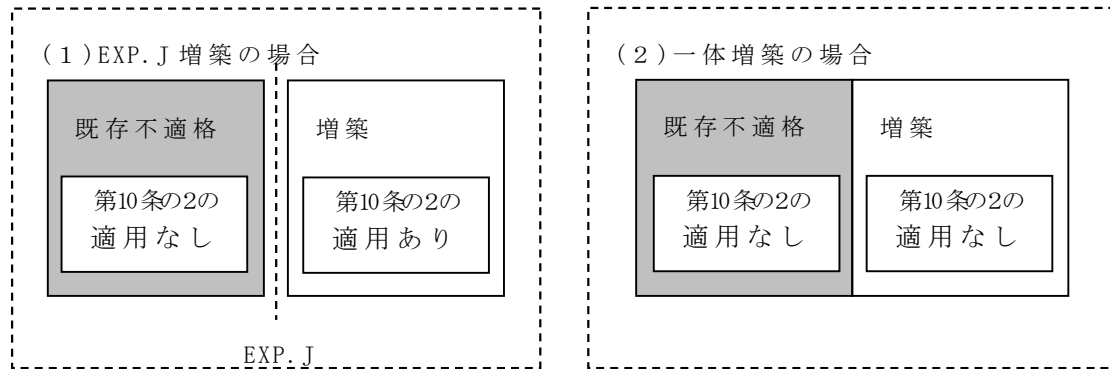 (1)EXP.J増築の場合
既存不適格
第10条の2の
適用なし
増築
第10条の2の
適用あり
EXP.J
(2)一体増築の場合
既存不適格
第10条の2の
適用なし
増築
第10条の2の
適用なし